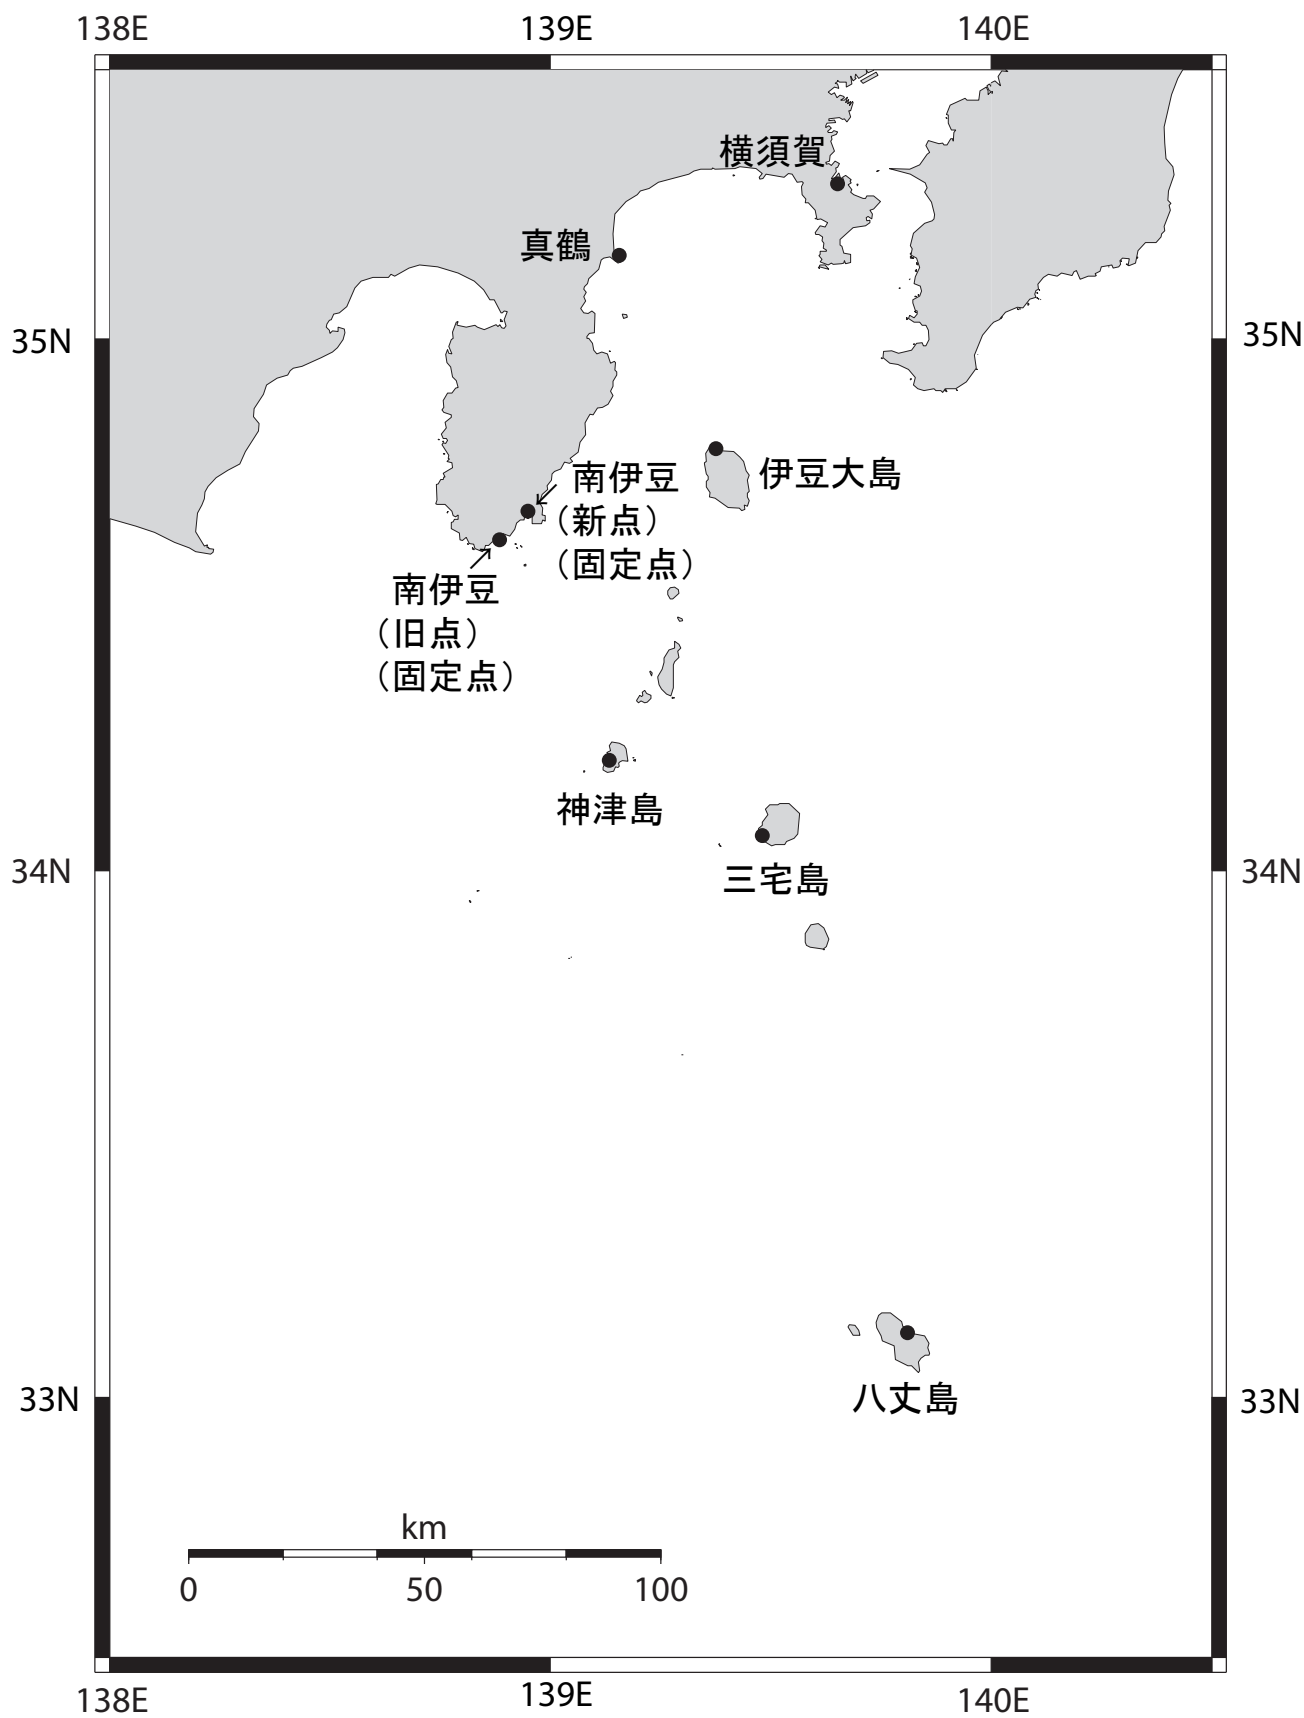 138E
139E
140E
横須賀
真鶴
35N
35N
伊豆大島
南伊豆
（新点）
（固定点）
南伊豆
（旧点）
（固定点）
神津島
34N
三宅島
34N
33N
八丈島
33N
km
0
50
100
138E
139E
140E